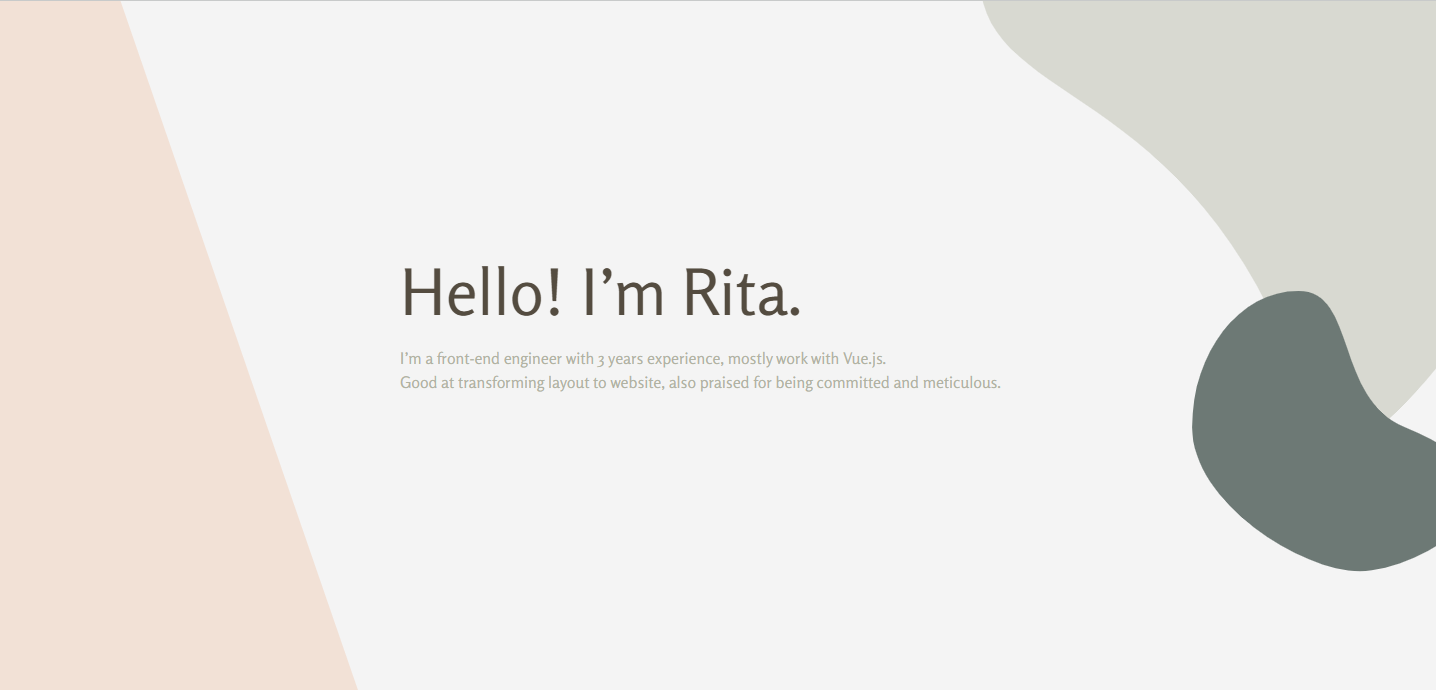 Hello! I’m Rita.
I’m a front-end engineer with 3 years experience, mostly work with Vue.js.
Good at transforming layout to website, also praised for being committed and meticulous.